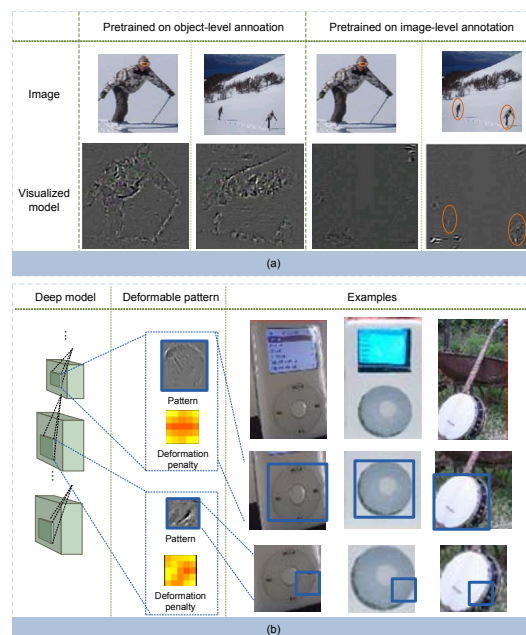 Pretrained on object-level annoation
Pretrained on image-level annotation
Image
Visualized model
(a)
Deep model
Deformable pattern
Examples
Pattern
Deformation penalty
Pattern
Deformation penalty
(b)